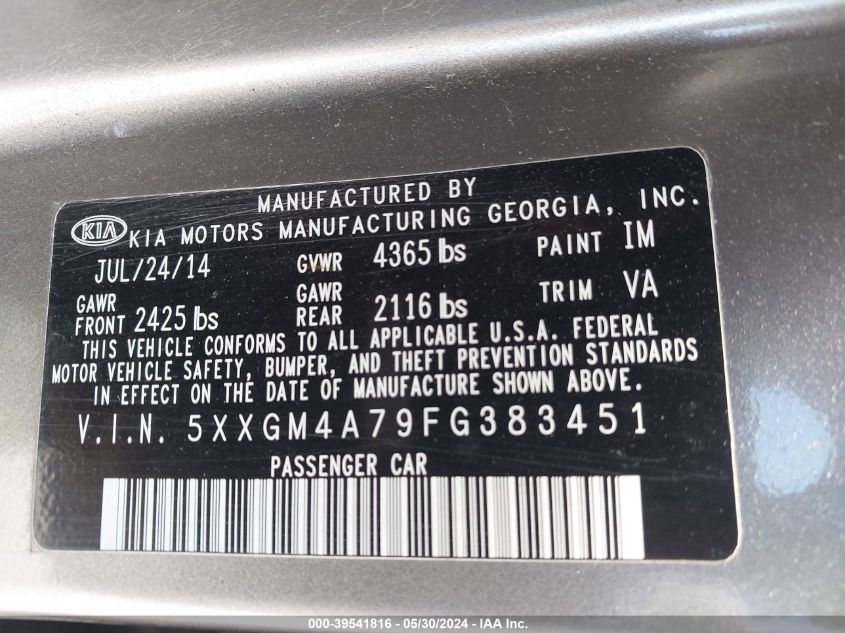 MANUFACTURED BY
KIA KIA MOTORS MANUFACTURING GEORGIA, INC.
JUL/24/14 GVWR 4365 lbs PAINT IM
GAWR FRONT 2425 lbs GAWR REAR 2116 lbs TRIM VA
THIS VEHICLE CONFORMS TO ALL APPLICABLE U.S.A. FEDERAL
MOTOR VEHICLE SAFETY, BUMPER, AND THEFT PREVENTION STANDARDS
IN EFFECT ON THE DATE OF MANUFACTURE SHOWN ABOVE.
V.I.N. 5XXGM4A79FG383451
PASSENGER CAR
000-39541816 - 05/30/2024 - IAA Inc.